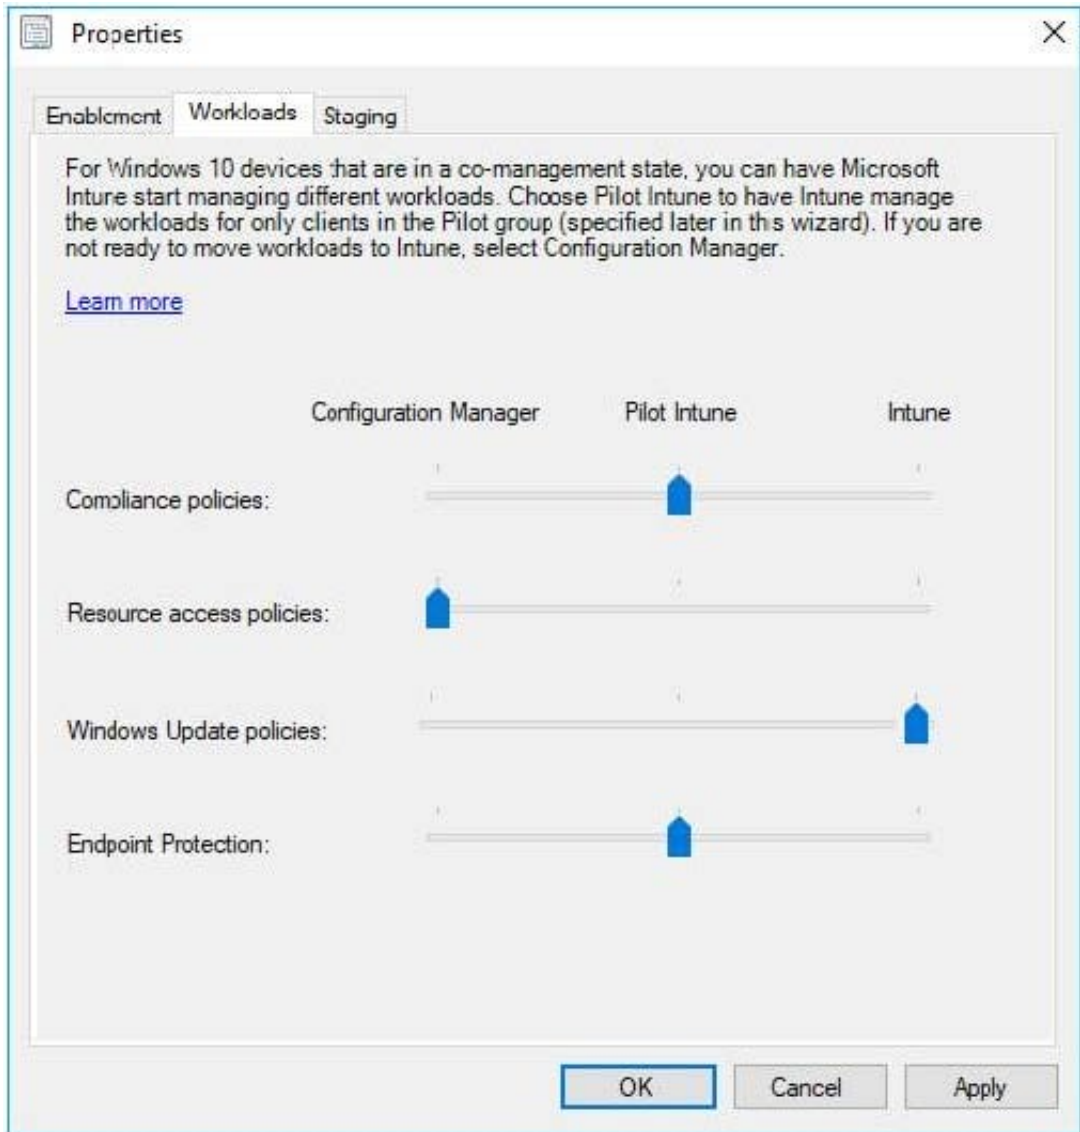 Properties
Enablement Workloads Staging
For Windows 10 devices that are in a co-management state, you can have Microsoft
Intune start managing different workloads. Choose Pilot Intune to have Intune manage
the workloads for only clients in the Pilot group (specified later in this wizard). If you are
not ready to move workloads to Intune, select Configuration Manager.
Learn more
Configuration Manager Pilot Intune Intune
Compliance policies:
Resource access policies:
Windows Update policies:
Endpoint Protection:
OK Cancel Apply